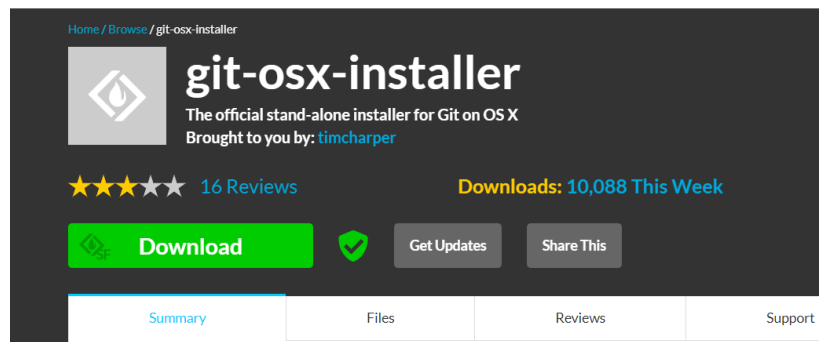 Home / Browse / git-osx-installer
git-osx-installer
The official stand-alone installer for Git on OS X
Brought to you by: timcharper
16 Reviews
Downloads: 10,088 This Week
SF
Download
Get Updates
Share This
Summary
Files
Reviews
Support